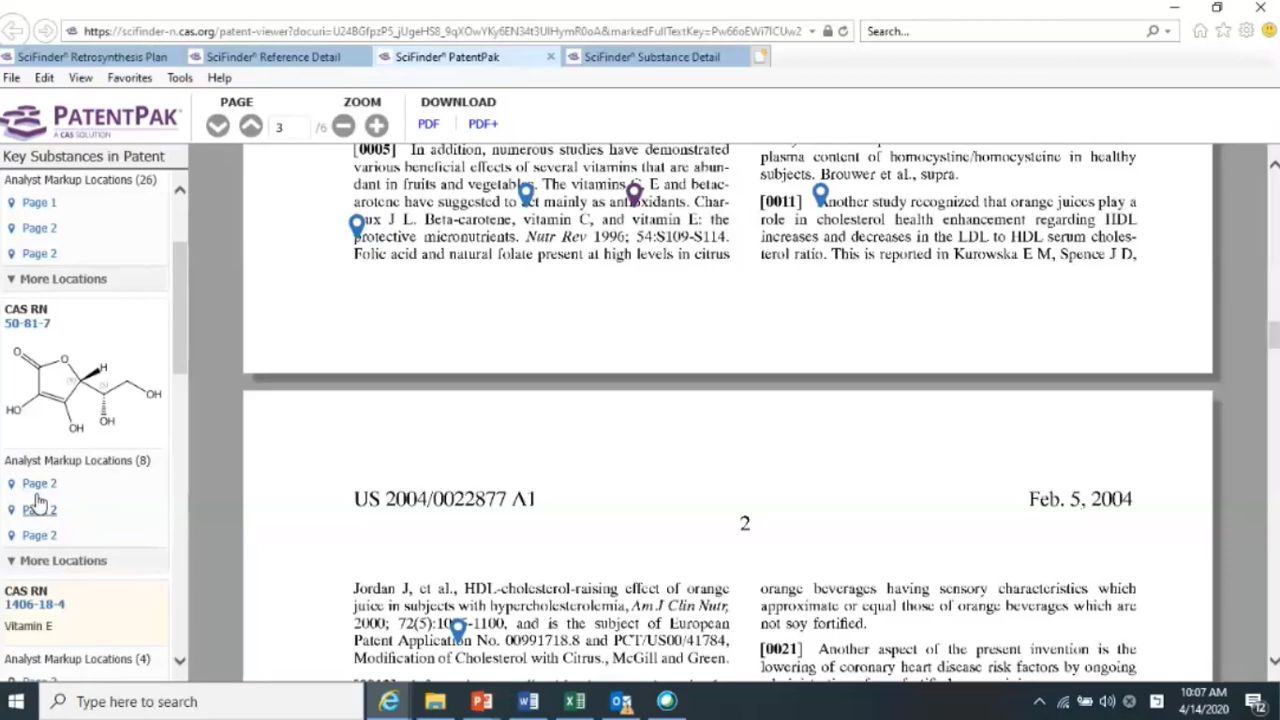 https://scifinder-n.cas.org/patent-viewer?docuri=U24BGfpzP5_jUgeHS8_9qXOwVKy6EN34t3UIHymR0oA&markedFullTextKey=Pw66oEWi7lCUw2
Search...
SciFinder® Retrosynthesis Plan
SciFinder® Reference Detail
SciFinder® PatentPak
SciFinder® Substance Detail
File Edit View Favorites Tools Help
PATENTPAK
A CAS SOLUTION
PAGE
3 /6
ZOOM
DOWNLOAD
PDF PDF+
Key Substances in Patent
Analyst Markup Locations (26)
Page 1
Page 2
Page 2
More Locations
CAS RN
50-81-7
O
O
H
(R)
(S)
OH
HO
OH
OH
Analyst Markup Locations (8)
Page 2
2
Page 2
More Locations
CAS RN
1406-18-4
Vitamin E
Analyst Markup Locations (4)
[0005] In addition, numerous studies have demonstrated
various beneficial effects of several vitamins that are abun-
dant in fruits and vegetables. The vitamins C, E and betac-
arotene have suggested to act mainly as antioxidants. Char-
leux J L. Beta-carotene, vitamin C, and vitamin E: the
protective micronutrients. Nutr Rev 1996; 54:S109-S114.
Folic acid and natural folate present at high levels in citrus
plasma content of homocystine/homocysteine in healthy
subjects. Brouwer et al., supra.
[0011] Another study recognized that orange juices play a
role in cholesterol health enhancement regarding HDL
increases and decreases in the LDL to HDL serum choles-
terol ratio. This is reported in Kurowska E M, Spence J D,
US 2004/0022877 A1
Feb. 5, 2004
2
Jordan J, et al., HDL-cholesterol-raising effect of orange
juice in subjects with hypercholesterolemia, Am J Clin Nutr,
2000; 72(5):1095-1100, and is the subject of European
Patent Application No. 00991718.8 and PCT/US00/41784,
Modification of Cholesterol with Citrus., McGill and Green.
orange beverages having sensory characteristics which
approximate or equal those of orange beverages which are
not soy fortified.
[0021] Another aspect of the present invention is the
lowering of coronary heart disease risk factors by ongoing
Type here to search
10:07 AM
4/14/2020
12